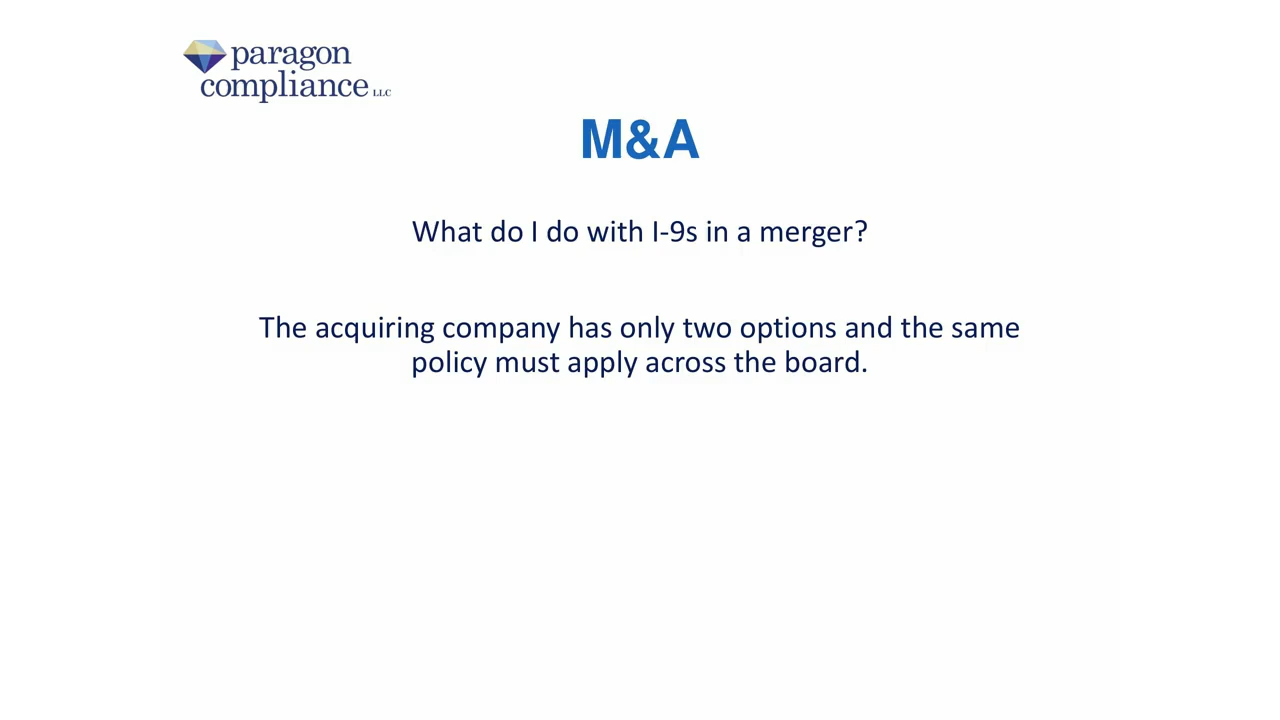 paragon
compliance LLC
M&A
What do I do with I-9s in a merger?
The acquiring company has only two options and the same
policy must apply across the board.